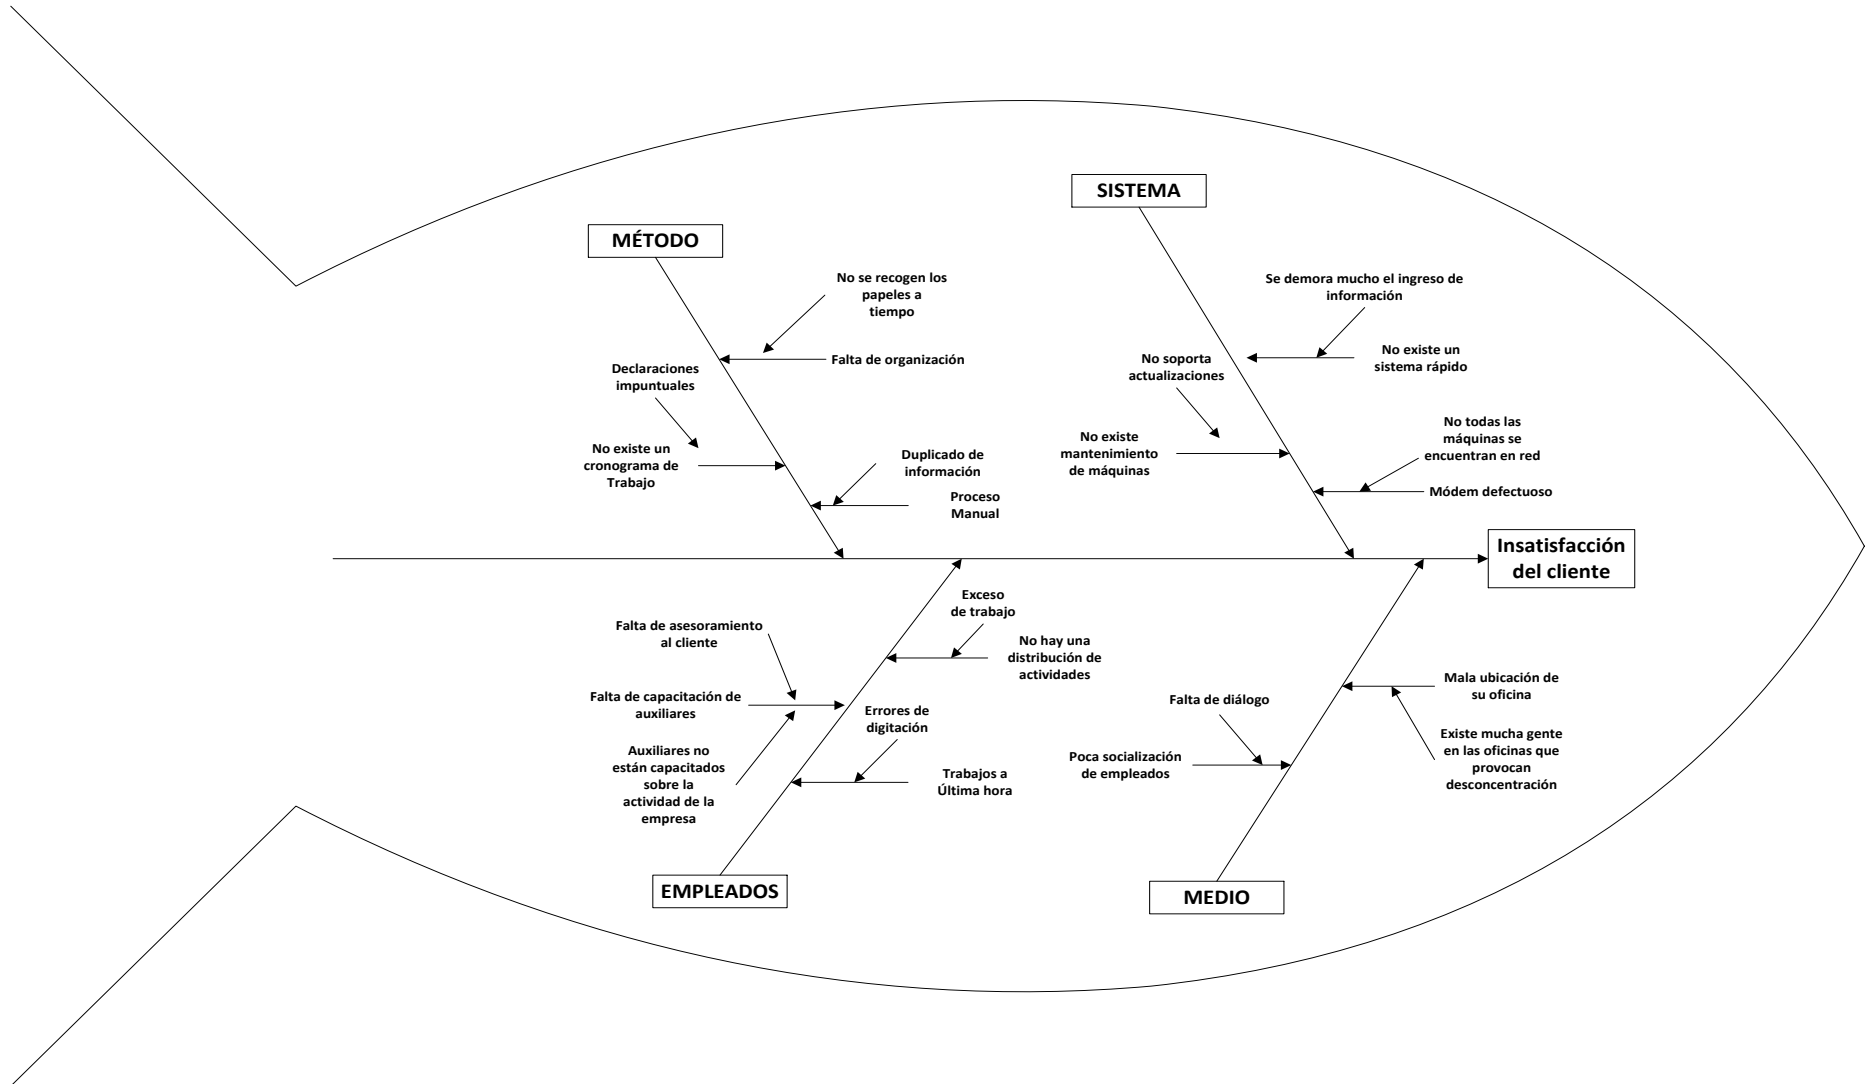 SISTEMA
MÉTODO
No se recogen los
papeles a
tiempo
Falta de organización
Declaraciones
impuntuales
No existe un
cronograma de
Trabajo
Duplicado de
información
Proceso
Manual
Se demora mucho el ingreso de
información
No existe un
sistema rápido
No soporta
actualizaciones
No existe
mantenimiento
de máquinas
No todas las
máquinas se
encuentran en red
Módem defectuoso
Insatisfacción
del cliente
Exceso
de trabajo
No hay una
distribución de
actividades
Falta de asesoramiento
al cliente
Falta de capacitación de
auxiliares
Auxiliares no
están capacitados
sobre la
actividad de la
empresa
Errores de
digitación
Trabajos a
Última hora
EMPLEADOS
Mala ubicación de
su oficina
Existe mucha gente
en las oficinas que
provocan
desconcentración
Falta de diálogo
Poca socialización
de empleados
MEDIO